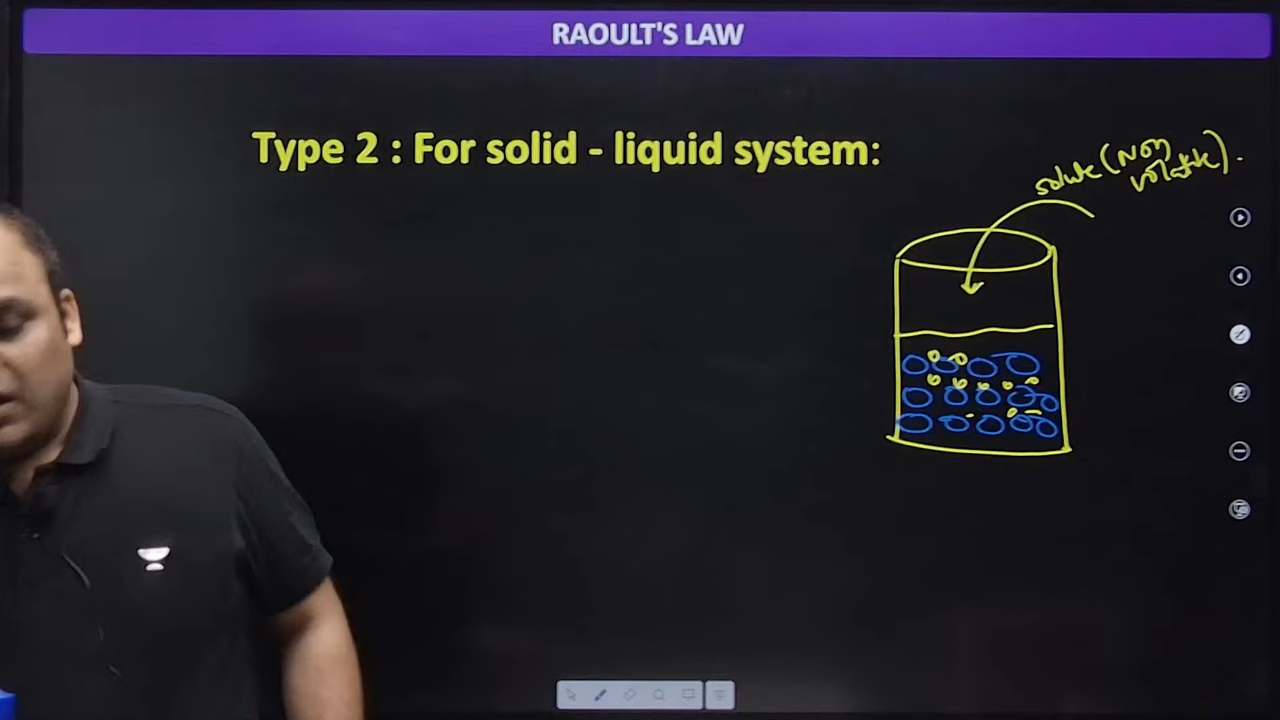 RAOULT'S LAW
Type 2 : For solid - liquid system:
solute (Non
volatile).